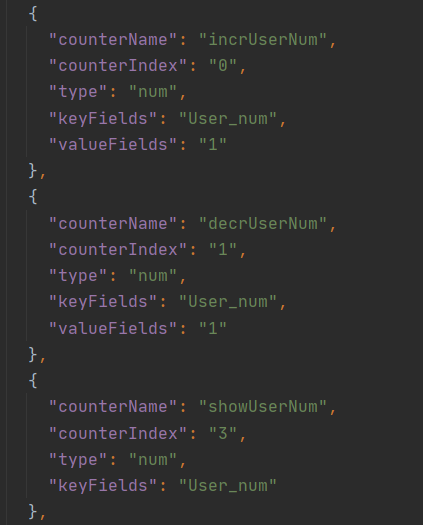 {
"counterName": "incrUserNum",
"counterIndex": "0",
"type": "num",
"keyFields": "User_num",
"valueFields": "1"
},
{
"counterName": "decrUserNum",
"counterIndex": "1",
"type": "num",
"keyFields": "User_num",
"valueFields": "1"
},
{
"counterName": "showUserNum",
"counterIndex": "3",
"type": "num",
"keyFields": "User_num"
},